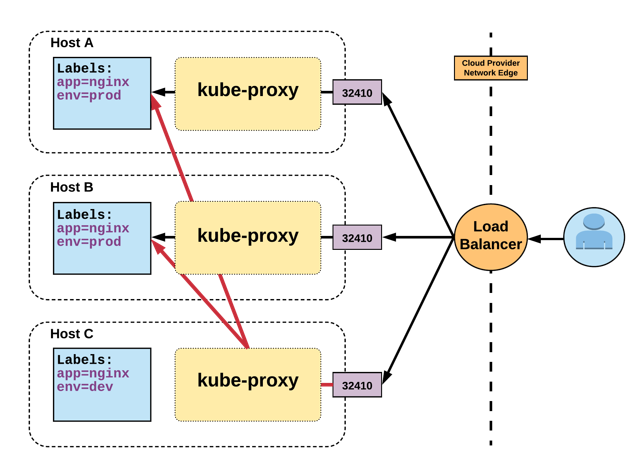 Host A
Labels:
app=nginx
env=prod
kube-proxy
32410
Cloud Provider
Network Edge
Host B
Labels:
app=nginx
env=prod
kube-proxy
32410
Load
Balancer
Host C
Labels:
app=nginx
env=dev
kube-proxy
32410